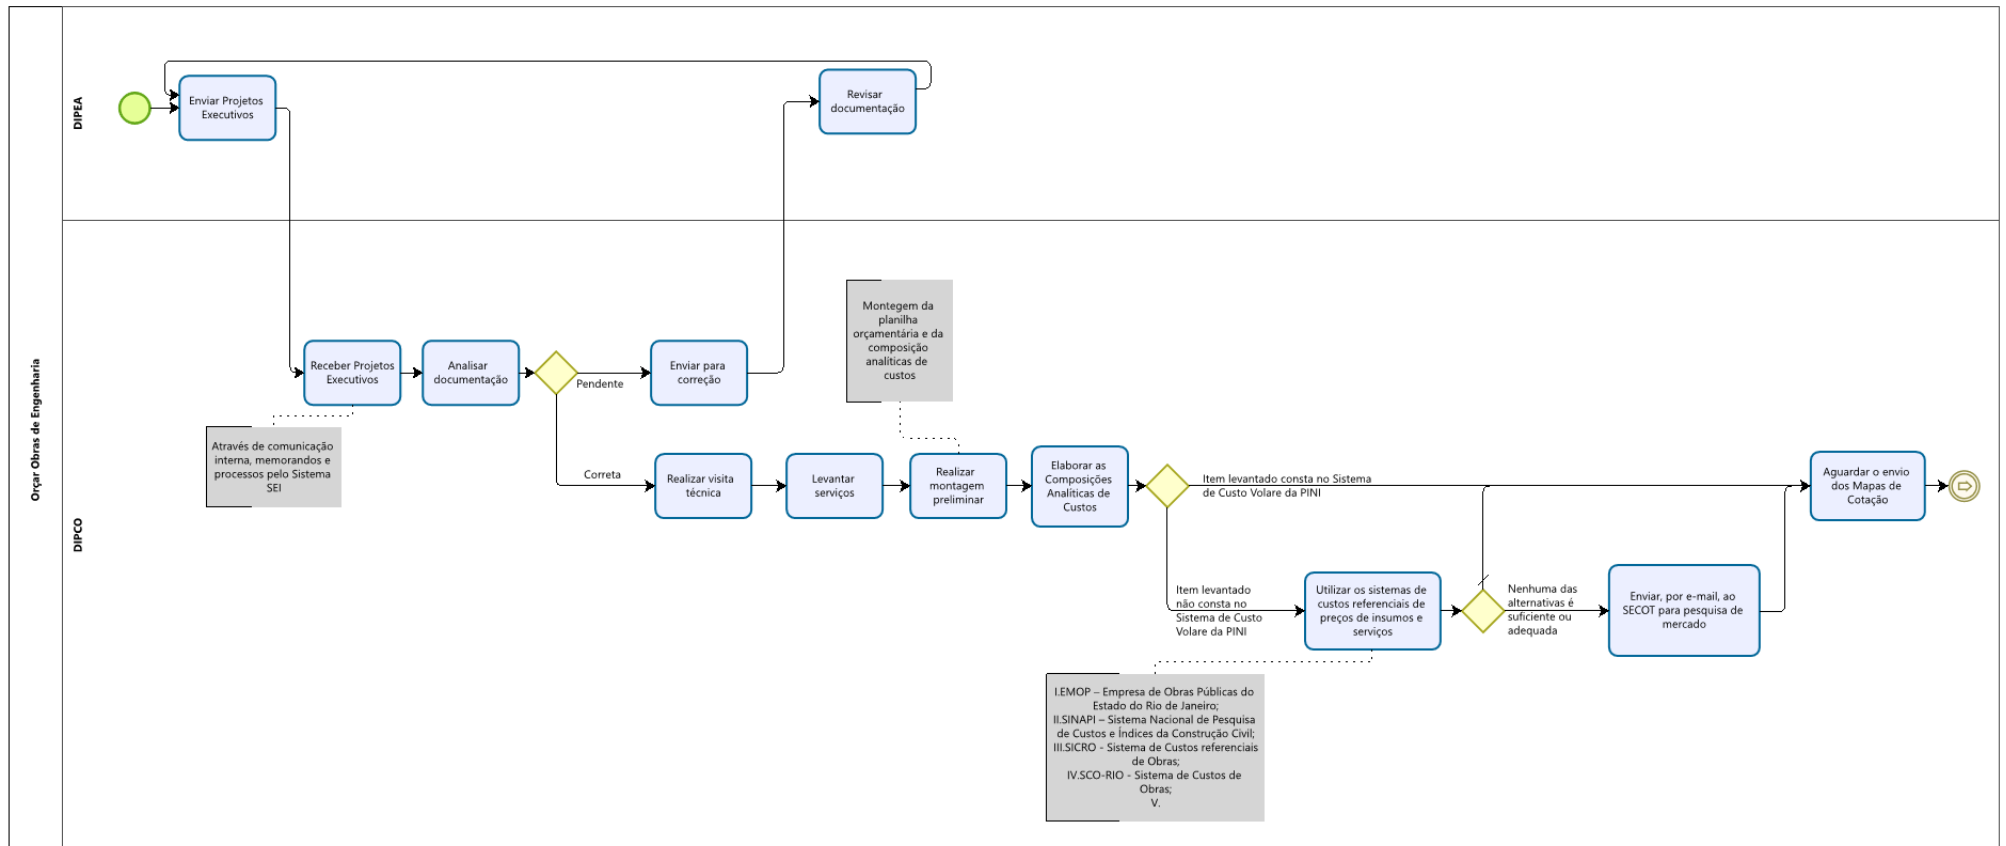 Orçar Obras de Engenharia
DIPEA
Enviar Projetos
Executivos
Revisar
documentação
DIPCO
Receber Projetos
Executivos
Analisar
documentação
Pendente
Enviar para
correção
Montegem da
planilha
orçamentária e da
composição
analíticas de
custos
Através de comunicação
interna, memorandos e
processos pelo Sistema
SEI
Correta
Realizar visita
técnica
Levantar
serviços
Realizar
montagem
preliminar
Elaborar as
Composições
Analíticas de
Custos
Item levantado consta no Sistema
de Custo Volare da PINI
Aguardar o envio
dos Mapas de
Cotação
Item levantado
não consta no
Sistema de Custo
Volare da PINI
Utilizar os sistemas de
custos referenciais de
preços de insumos e
serviços
Nenhuma das
alternativas é
suficiente ou
adequada
Enviar, por e-mail, ao
SECOT para pesquisa de
mercado
I.EMOP – Empresa de Obras Públicas do
Estado do Rio de Janeiro;
II.SINAPI – Sistema Nacional de Pesquisa
de Custos e Índices da Construção Civil;
III.SICRO - Sistema de Custos referenciais
de Obras;
IV.SCO-RIO - Sistema de Custos de
Obras;
V.